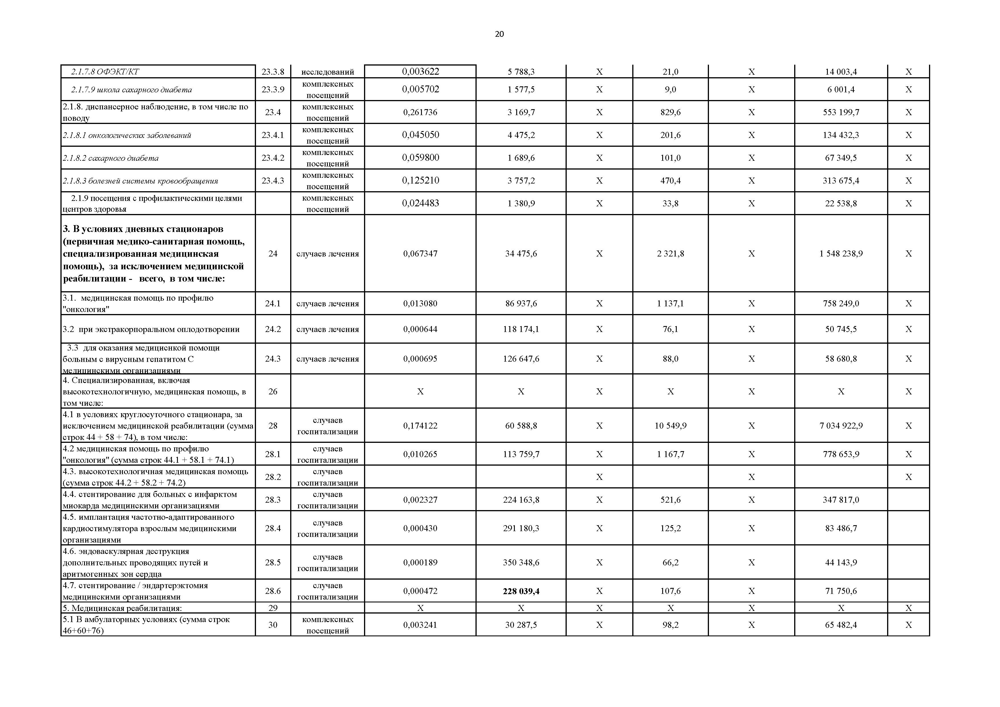 20
2.1.7.8 ОФЭКТ/КТ 23.3.8 исследований 0,003622 5 788,3 X 21,0 X 14 003,4 X
2.1.7.9 школа сахарного диабета 23.3.9 комплексных посещений 0,005702 1 577,5 X 9,0 X 6 001,4 X
2.1.8. диспансерное наблюдение, в том числе по
поводу 23.4 комплексных посещений 0,261736 3 169,7 X 829,6 X 553 199,7 X
2.1.8.1 онкологических заболеваний 23.4.1 комплексных посещений 0,045050 4 475,2 X 201,6 X 134 432,3 X
2.1.8.2 сахарного диабета 23.4.2 комплексных посещений 0,059800 1 689,6 X 101,0 X 67 349,5 X
2.1.8.3 болезней системы кровообращения 23.4.3 комплексных посещений 0,125210 3 757,2 X 470,4 X 313 675,4 X
2.1.9 посещения с профилактическими целями
центров здоровья комплексных посещений 0,024483 1 380,9 X 33,8 X 22 538,8 X
3. В условиях дневных стационаров
(первичная медико-санитарная помощь,
специализированная медицинская
помощь), за исключением медицинской
реабилитации - всего, в том числе: 24 случаев лечения 0,067347 34 475,6 X 2 321,8 X 1 548 238,9 X
3.1. медицинская помощь по профилю
"онкология" 24.1 случаев лечения 0,013080 86 937,6 X 1 137,1 X 758 249,0 X
3.2 при экстракорпоральном оплодотворении 24.2 случаев лечения 0,000644 118 174,1 X 76,1 X 50 745,5 X
3.3 для оказания медициснкой помощи
больным с вирусным гепатитом С
медицинскими организациями 24.3 случаев лечения 0,000695 126 647,6 X 88,0 X 58 680,8 X
4. Специализированная, включая
высокотехнологичную, медицинская помощь, в
том числе: 26 X X X X X X X
4.1 в условиях круглосуточного стационара, за
исключением медицинской реабилитации (сумма
строк 44 + 58 + 74), в том числе: 28 случаев госпитализации 0,174122 60 588,8 X 10 549,9 X 7 034 922,9 X
4.2 медицинская помощь по профилю
"онкология" (сумма строк 44.1 + 58.1 + 74.1) 28.1 случаев госпитализации 0,010265 113 759,7 X 1 167,7 X 778 653,9 X
4.3. высокотехнологичная медицинская помощь
(сумма строк 44.2 + 58.2 + 74.2) 28.2 случаев госпитализации X X X
4.4. стентирование для больных с инфарктом
миокарда медицинскими организациями 28.3 случаев госпитализации 0,002327 224 163,8 X 521,6 X 347 817,0
4.5. имплантация частотно-адаптированного
кардиостимулятора взрослым медицинскими
организациями 28.4 случаев госпитализации 0,000430 291 180,3 X 125,2 X 83 486,7
4.6. эндоваскулярная деструкция
дополнительных проводящих путей и
аритмогенных зон сердца 28.5 случаев госпитализации 0,000189 350 348,6 X 66,2 X 44 143,9
4.7. стентирование / эндартерэктомия
медицинскими организациями 28.6 случаев госпитализации 0,000472 228 039,4 X 107,6 X 71 750,6
5. Медицинская реабилитация: 29 X X X X X X X
5.1 В амбулаторных условиях (сумма строк
46+60+76) 30 комплексных посещений 0,003241 30 287,5 X 98,2 X 65 482,4 X